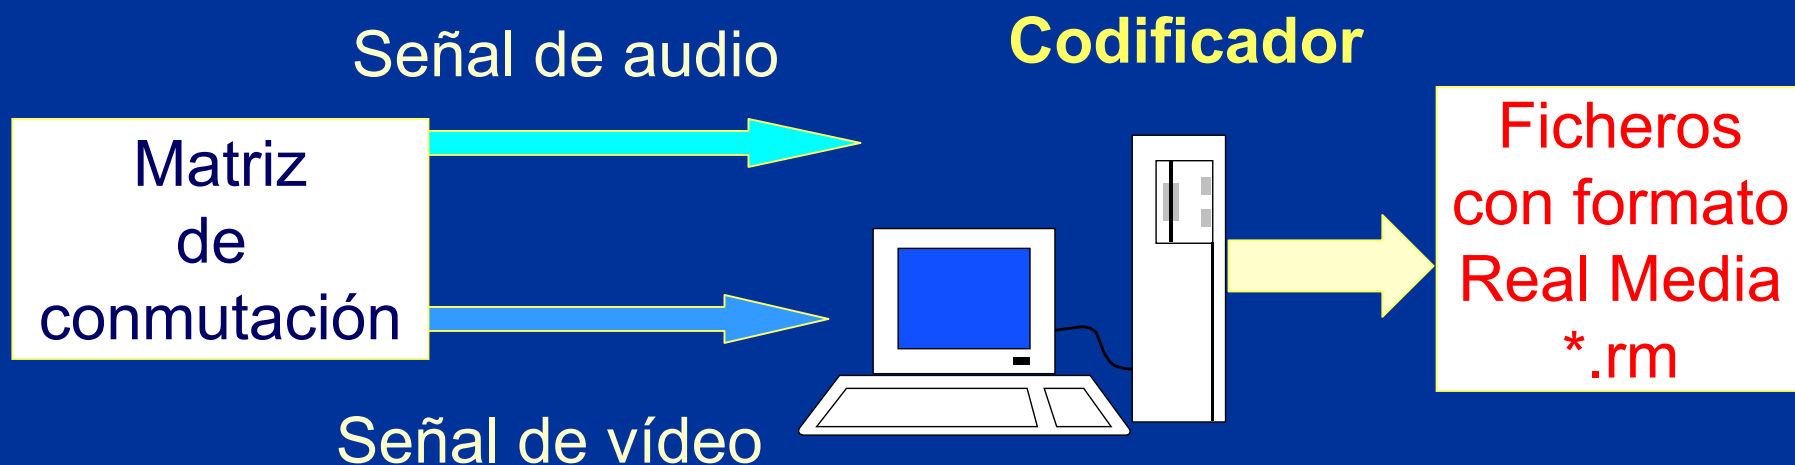 Señal de audio
Codificador
Matriz
de
conmutación
Ficheros
con formato
Real Media
*.rm
Señal de vídeo